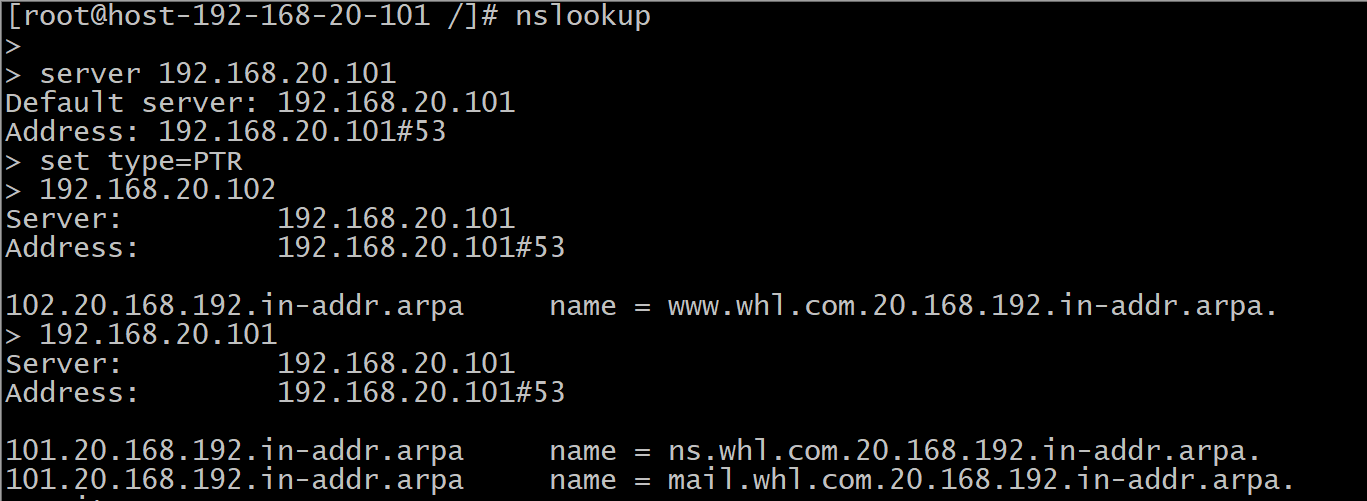 [root@host-192-168-20-101 /]# nslookup
>
> server 192.168.20.101
Default server: 192.168.20.101
Address: 192.168.20.101#53
> set type=PTR
> 192.168.20.102
Server:         192.168.20.101
Address:        192.168.20.101#53
102.20.168.192.in-addr.arpa     name = www.whl.com.20.168.192.in-addr.arpa.
> 192.168.20.101
Server:         192.168.20.101
Address:        192.168.20.101#53
101.20.168.192.in-addr.arpa     name = ns.whl.com.20.168.192.in-addr.arpa.
101.20.168.192.in-addr.arpa     name = mail.whl.com.20.168.192.in-addr.arpa.